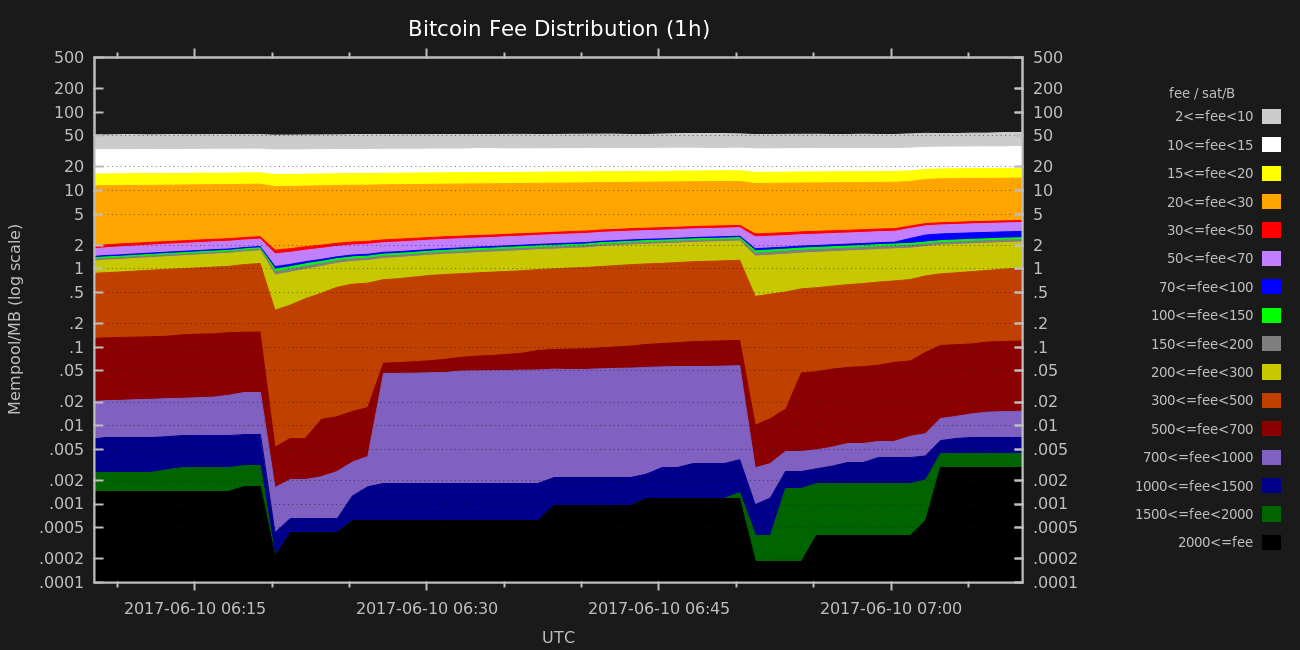 Bitcoin Fee Distribution (1h)
Mempool/MB (log scale)
500
200
100
50
20
10
5
2
1
.5
.2
.1
.05
.02
.01
.005
.002
.001
.0005
.0002
.0001
500
200
100
50
20
10
5
2
1
.5
.2
.1
.05
.02
.01
.005
.002
.001
.0005
.0002
.0001
fee / sat/B
2<=fee<10
10<=fee<15
15<=fee<20
20<=fee<30
30<=fee<50
50<=fee<70
70<=fee<100
100<=fee<150
150<=fee<200
200<=fee<300
300<=fee<500
500<=fee<700
700<=fee<1000
1000<=fee<1500
1500<=fee<2000
2000<=fee
2017-06-10 06:15 2017-06-10 06:30 2017-06-10 06:45 2017-06-10 07:00
UTC